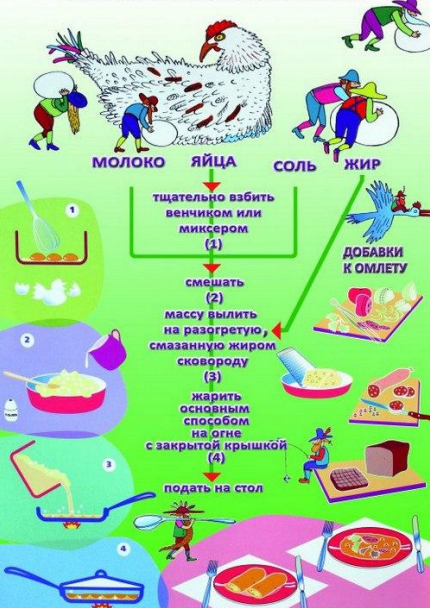 МОЛОКО ЯЙЦА СОЛЬ ЖИР
тщательно взбить
венчиком или
миксером
(1)
ДОБАВКИ
К ОМЛЕТУ
смешать
(2)
массу вылить
на разогретую,
смазанную жиром
сковороду
(3)
жарить
основным
способом
на огне
с закрытой крышкой
(4)
подать на стол
1
2
3
4